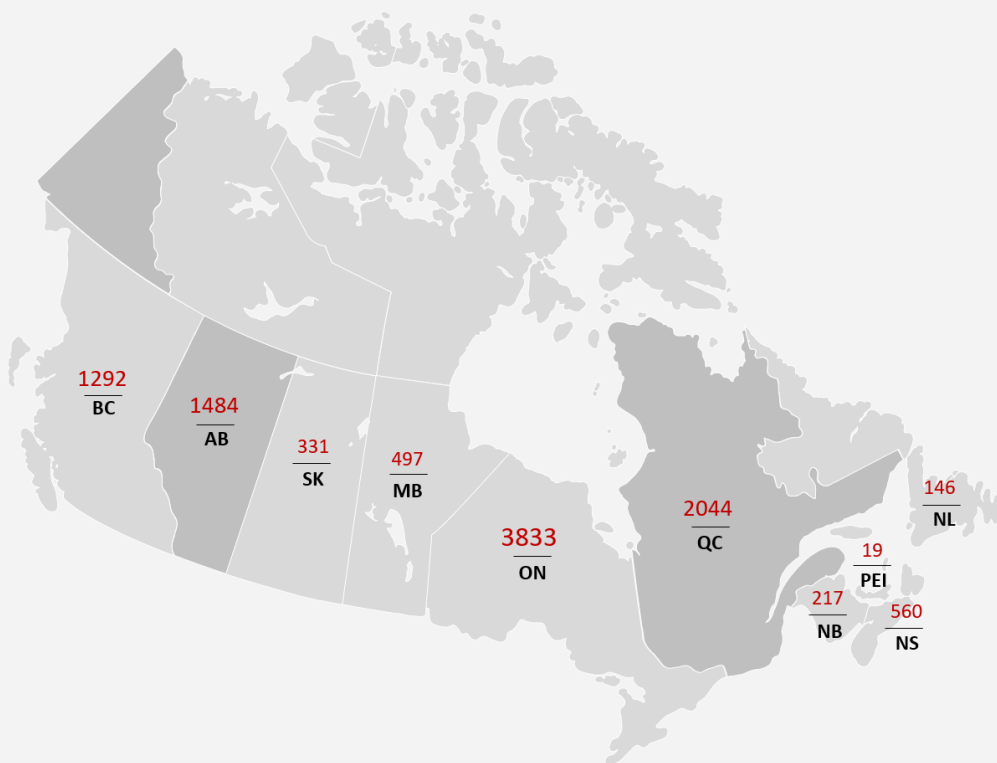 1292
BC
1484
AB
331
SK
497
MB
3833
ON
2044
QC
146
NL
19
PEI
217
NB
560
NS